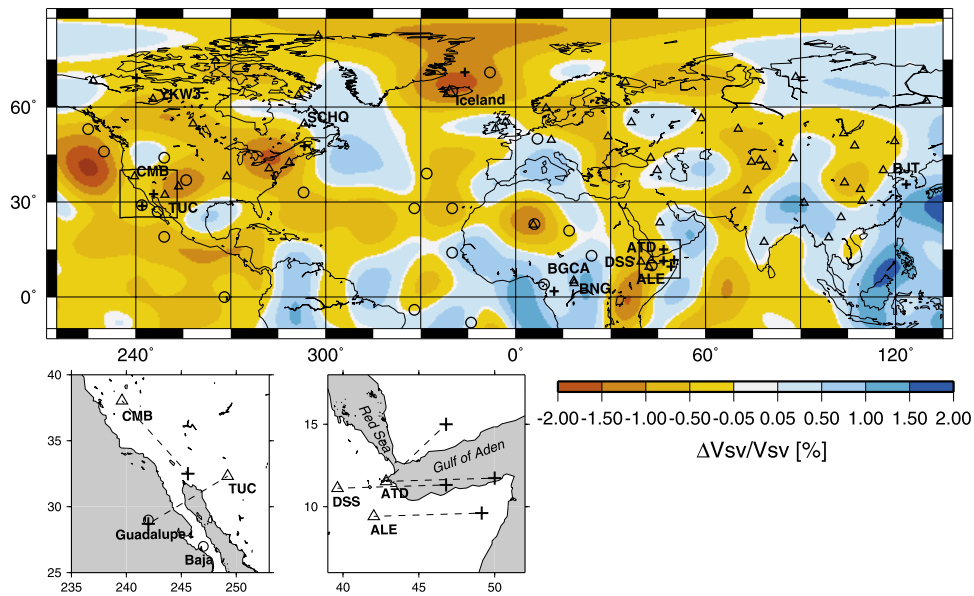 YKW3
60°
Iceland
SCHQ
CMB
BJT
30°
TUC
ATD
DSS
BGCA
ALE
BNG
0°
240°
300°
0°
60°
120°
40
35
30
25
CMB
TUC
Guadalupe
Baja
235
240
245
250
15
10
Red Sea
Gulf of Aden
DSS
ATD
ALE
40
45
50
-2.00 -1.50 -1.00 -0.50 -0.05 0.05 0.50 1.00 1.50 2.00
ΔVsv/Vsv [%]